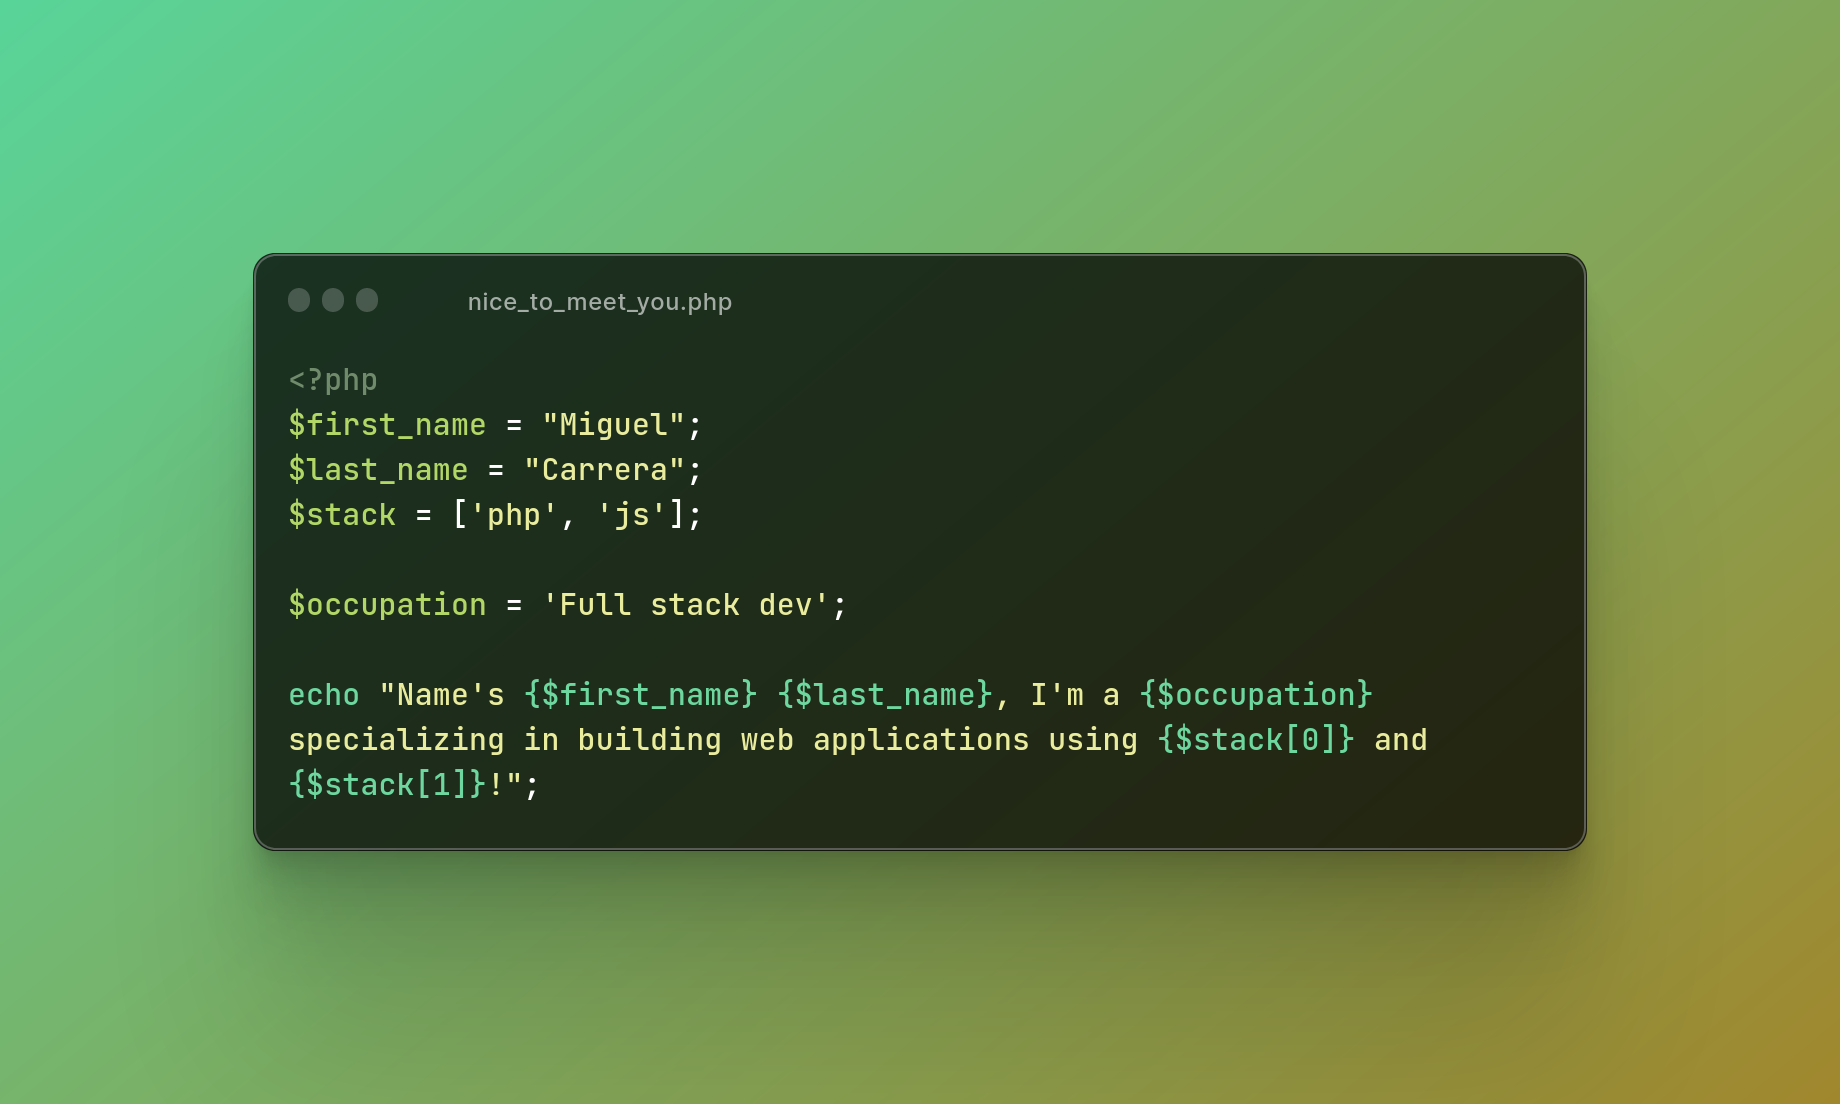 nice_to_meet_you.php
<?php
$first_name = "Miguel";
$last_name = "Carrera";
$stack = ['php', 'js'];
$occupation = 'Full stack dev';
echo "Name's {$first_name} {$last_name}, I'm a {$occupation}
specializing in building web applications using {$stack[0]} and
{$stack[1]}!";